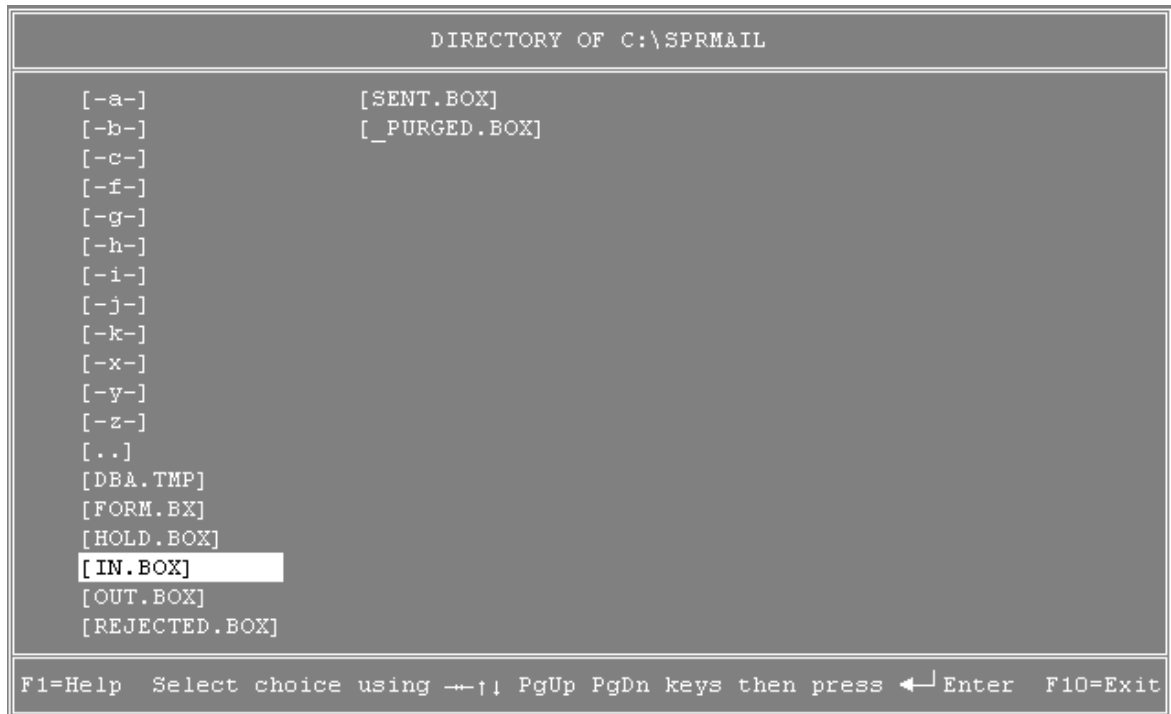 DIRECTORY OF C:\SPRMAIL
[-a-]
[-b-]
[-c-]
[-f-]
[-g-]
[-h-]
[-i-]
[-j-]
[-k-]
[-x-]
[-y-]
[-z-]
[..]
[DBA.TMP]
[FORM.BX]
[HOLD.BOX]
[IN.BOX]
[OUT.BOX]
[REJECTED.BOX]
[SENT.BOX]
[_PURGED.BOX]
F1=Help Select choice using →←↑↓ PgUp PgDn keys then press ◄┘Enter F10=Exit